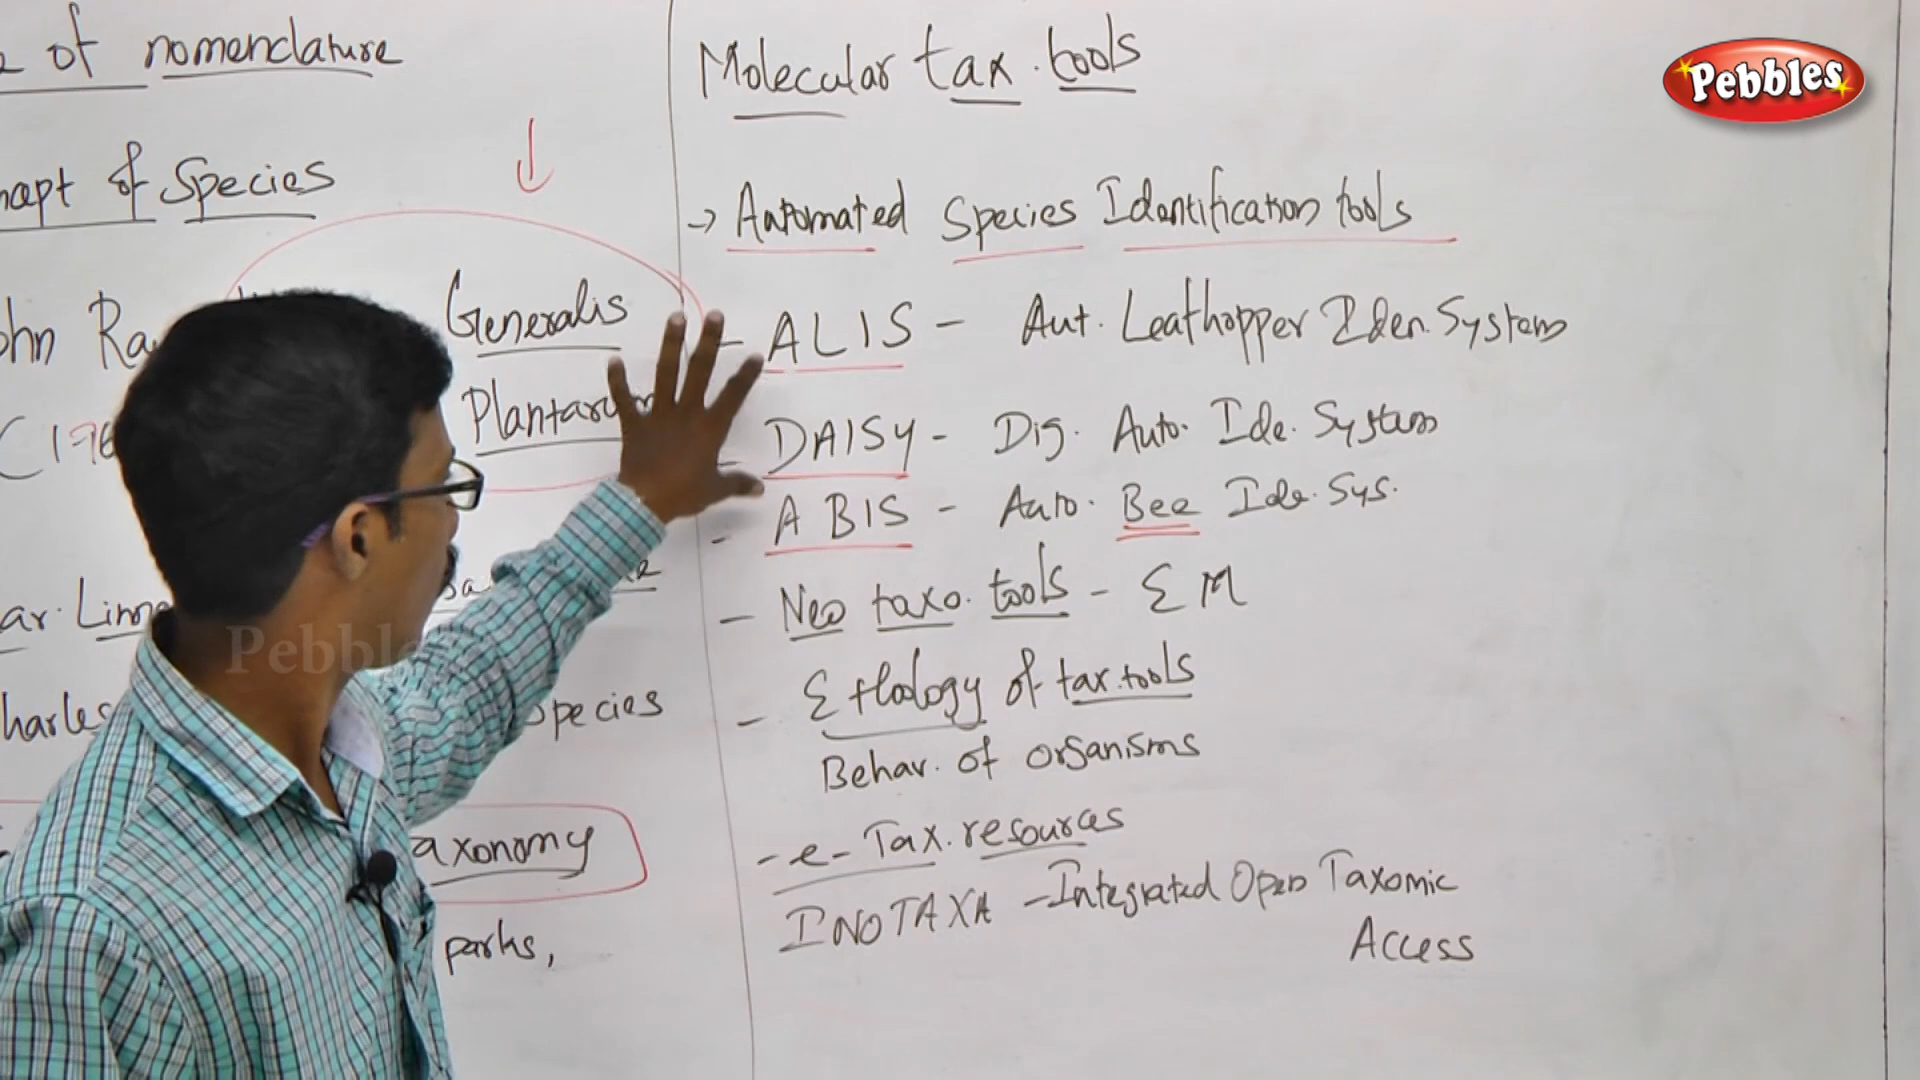 of nomenclature
of Species
Generalis
Plantarum
Species
axonomy
parks,
Molecular tax. tools
→ Automated Species Identification tools
- ALIS - Aut. Leafhopper Iden. System
- DAISY - Dig. Auto. Ide. System
- ABIS - Auto. Bee Ide. Sys.
- Neo taxo. tools - EM
- Ethology of tax. tools
Behav. of organisms
- e-Tax. resources
INOTAXA - Integrated Open Taxomic
Access
Pebbles
Pebbles